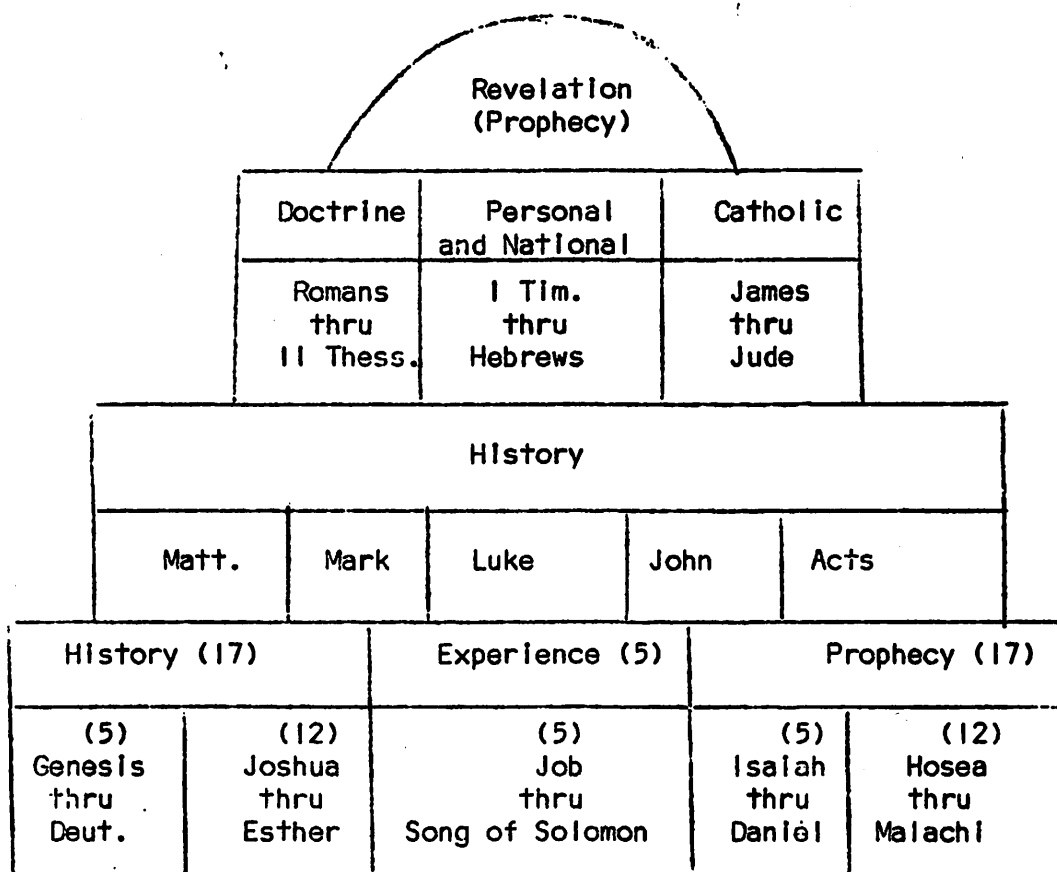 Revelation
(Prophecy)
Doctrine
Personal
and National
Catholic
Romans
thru
II Thess.
I Tim.
thru
Hebrews
James
thru
Jude
History
Matt.
Mark
Luke
John
Acts
History (17)
Experience (5)
Prophecy (17)
(5)
Genesis
thru
Deut.
(12)
Joshua
thru
Esther
(5)
Job
thru
Song of Solomon
(5)
Isaiah
thru
Daniel
(12)
Hosea
thru
Malachi